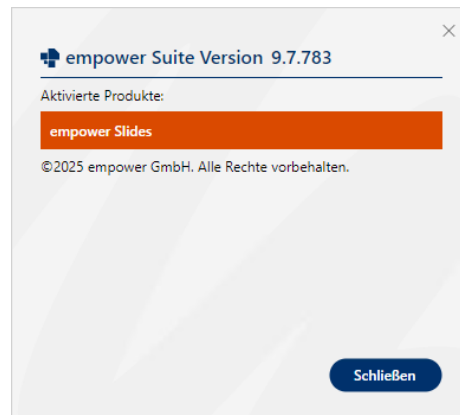 empower Suite Version 9.7.783
Aktivierte Produkte:
empower Slides
©2025 empower GmbH. Alle Rechte vorbehalten.
Schließen